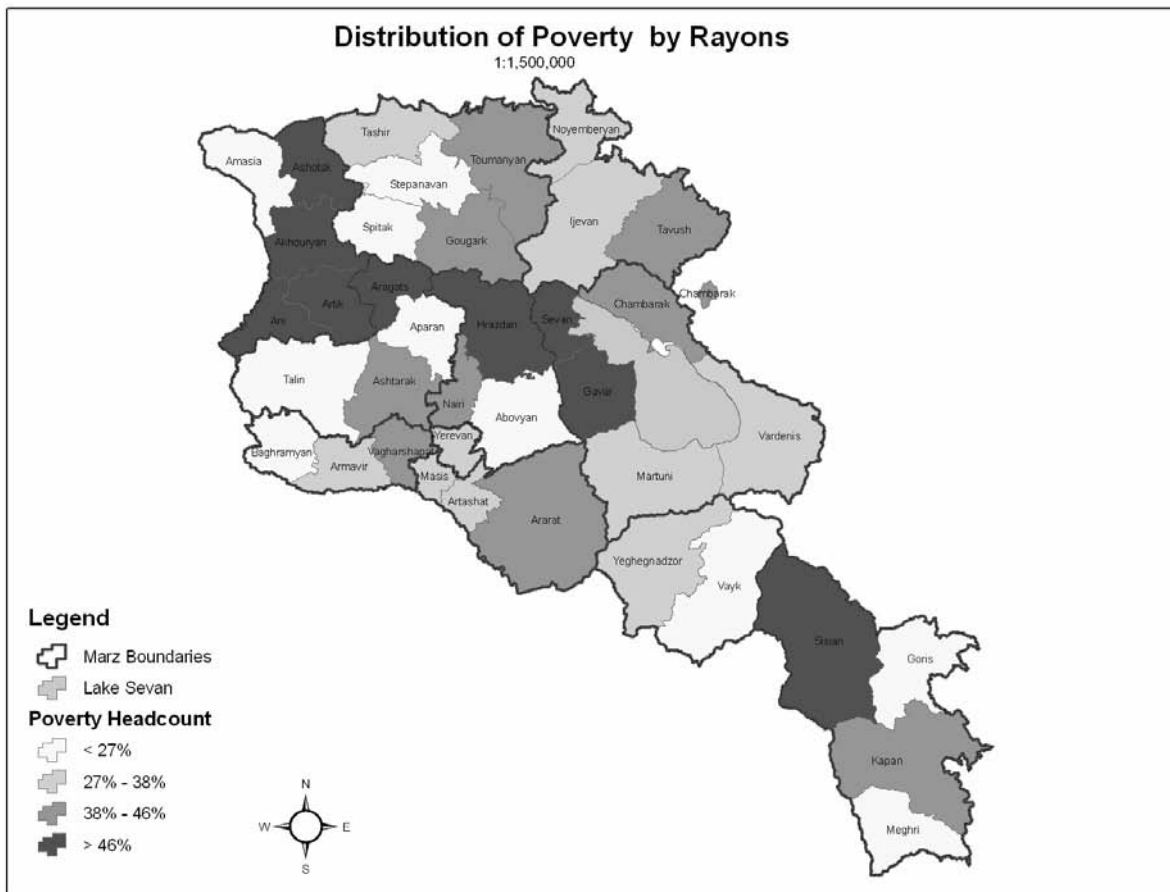 Distribution of Poverty by Rayons
1:1,500,000
Noyemberyan
Tashir
Amasia
Ashotsk
Toumanyan
Stepanavan
Ijevan
Spitak
Tavush
Akhouryan
Gougark
Aragats
Chambarak
Chambarak
Artik
Ani
Hrazdan
Sevan
Aparan
Talin
Ashtarak
Gavar
Nairi
Abovyan
Vardenis
Yerevan
Baghramyan
Vagharshapat
Armavir
Masis
Martuni
Artashat
Ararat
Yeghegnadzor
Vayk
Sisian
Goris
Kapan
Meghri
Legend
Marz Boundaries
Lake Sevan
Poverty Headcount
< 27%
27% - 38%
38% - 46%
> 46%
N
W E
S